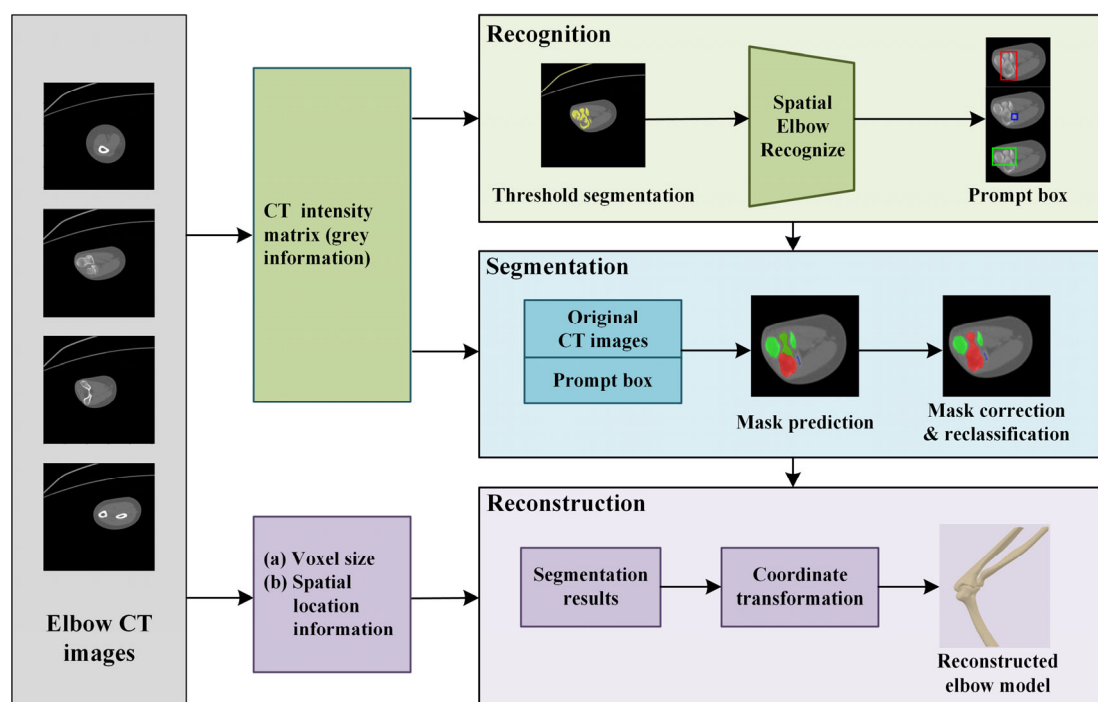 Elbow CT
images
CT intensity
matrix (grey
information)
(a) Voxel size
(b) Spatial
location
information
Recognition
Threshold segmentation
Spatial
Elbow
Recognize
Prompt box
Segmentation
Original
CT images
Prompt box
Mask prediction
Mask correction
& reclassification
Reconstruction
Segmentation
results
Coordinate
transformation
Reconstructed
elbow model